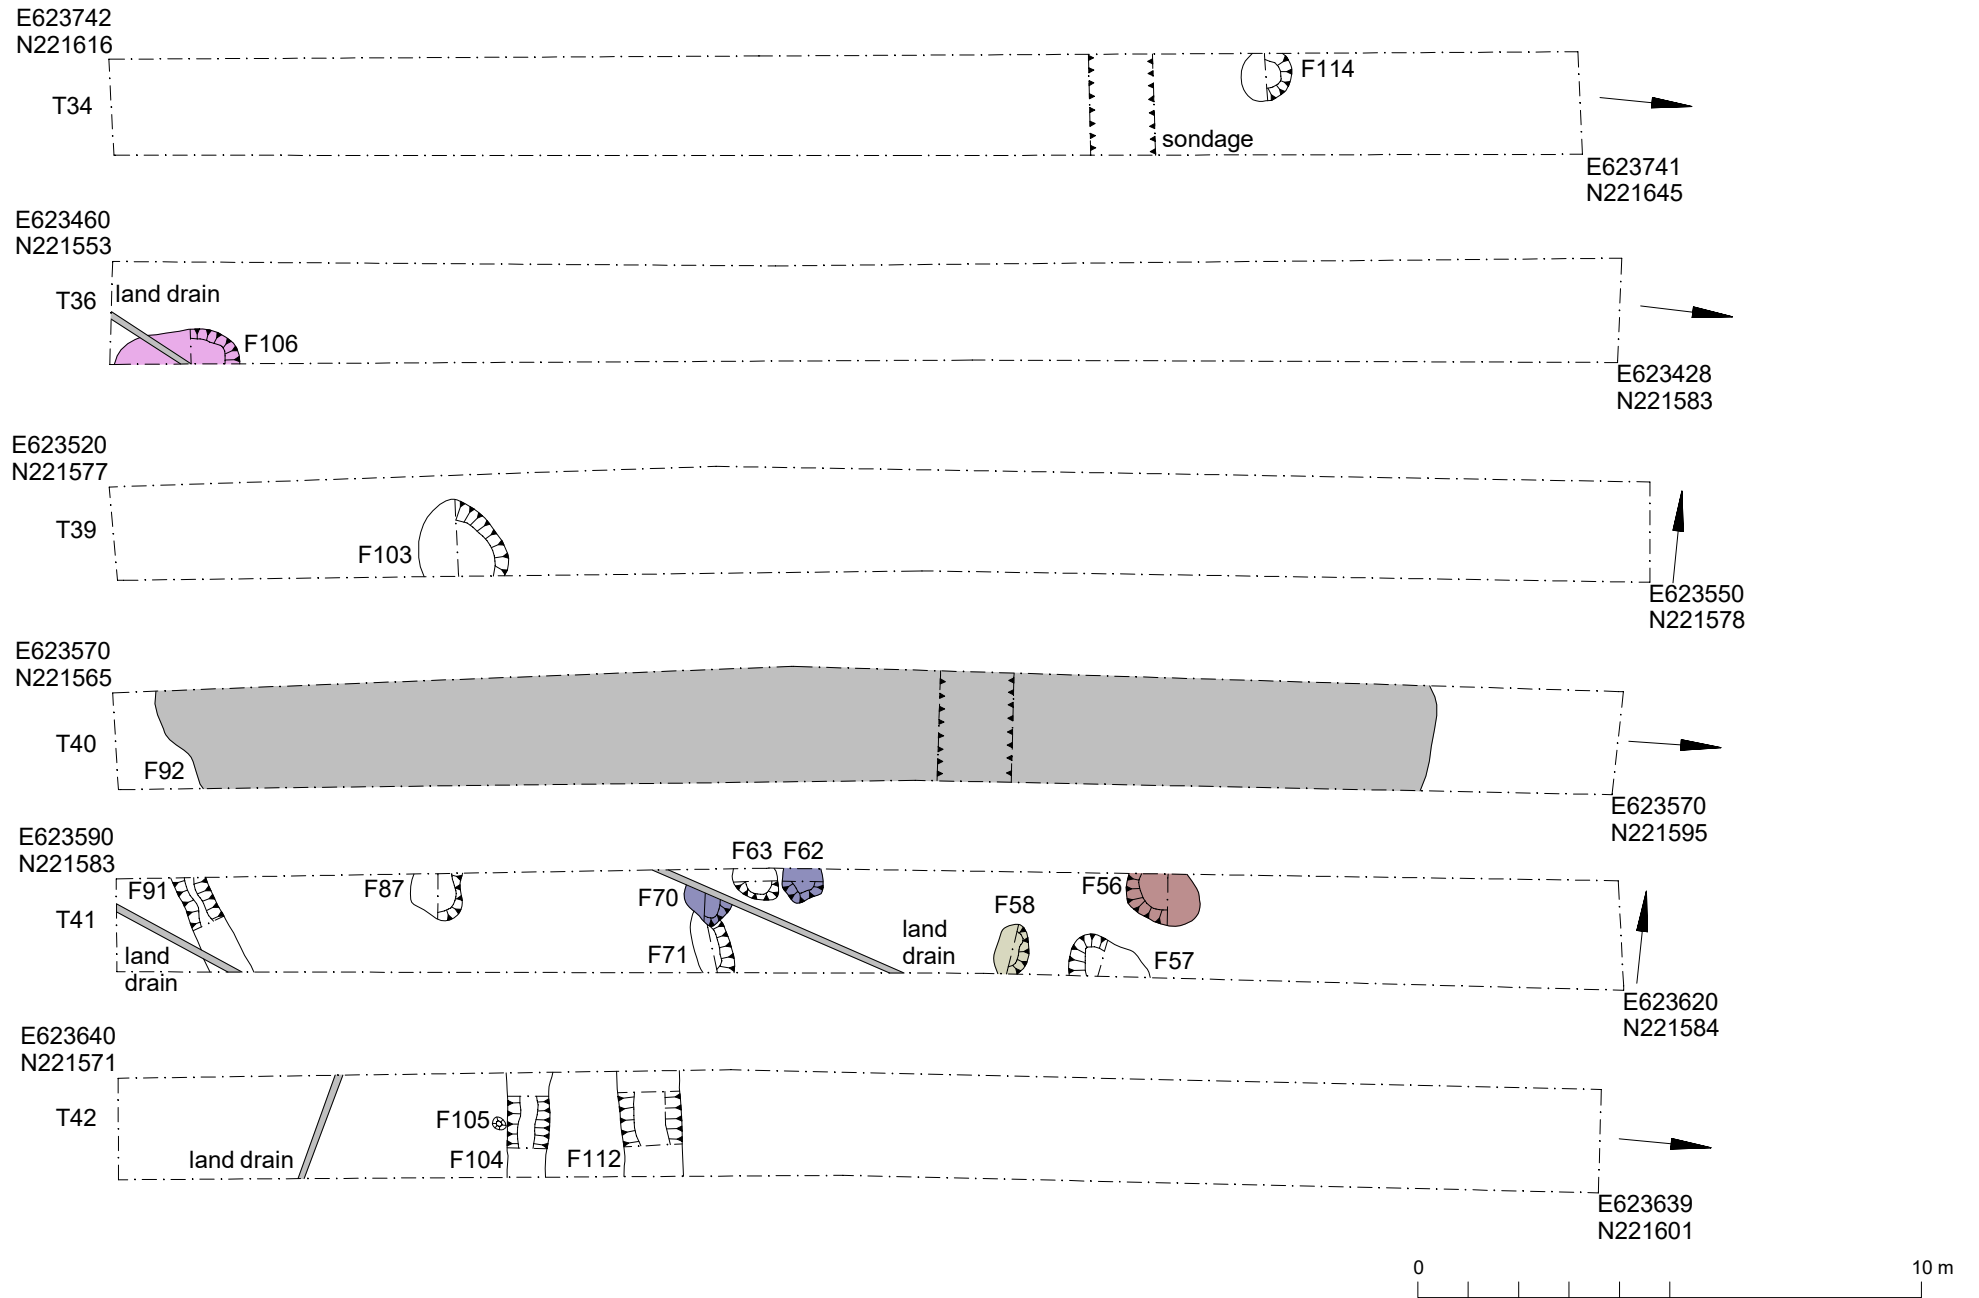 E623742
N221616
T34
F114
sondage
E623741
N221645
E623460
N221553
T36
land drain
F106
E623428
N221583
E623520
N221577
T39
F103
E623550
N221578
E623570
N221565
T40
F92
E623570
N221595
E623590
N221583
T41
F91
land
drain
F87
F63 F62
F70
F71
land
drain
F58
F56
F57
E623620
N221584
E623640
N221571
T42
land drain
F105
F104
F112
E623639
N221601
0 10 m